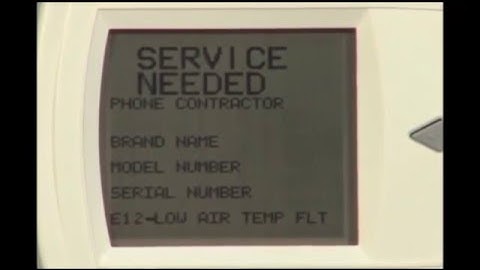 SERVICE
NEEDED
PHONE CONTRACTOR
BRAND NAME
MODEL NUMBER
SERIAL NUMBER
E12-LOW AIR TEMP FLT